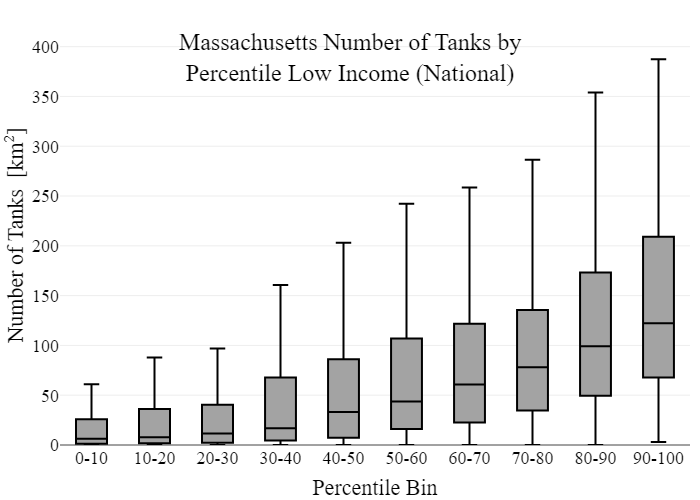 Massachusetts Number of Tanks by
Percentile Low Income (National)
Number of Tanks [km²]
400
350
300
250
200
150
100
50
0
0-10 10-20 20-30 30-40 40-50 50-60 60-70 70-80 80-90 90-100
Percentile Bin